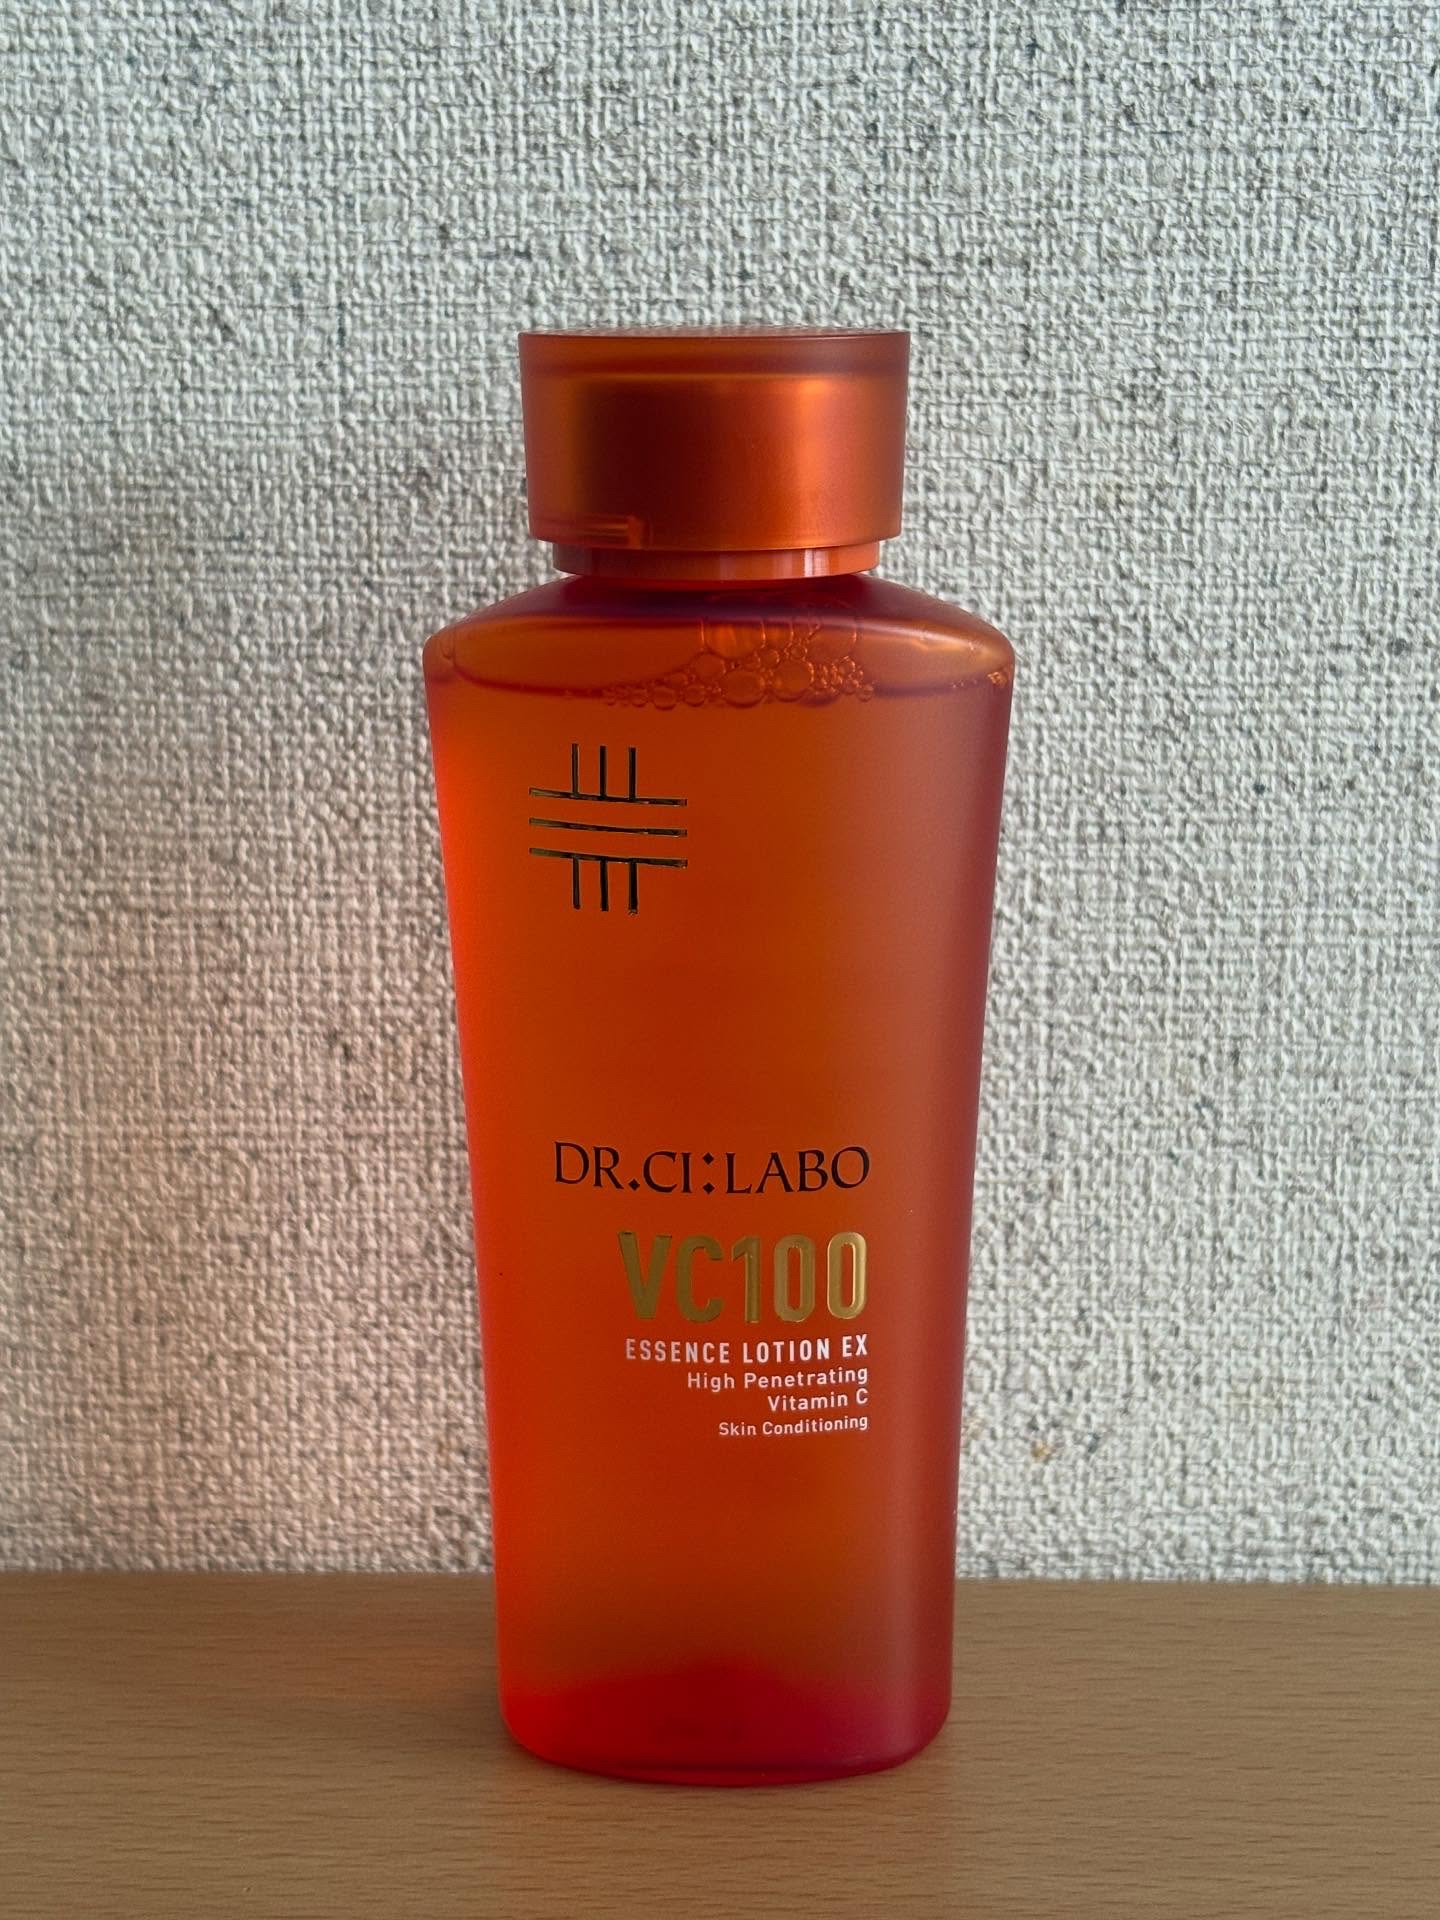 DR.CI:LABO
VC100
ESSENCE LOTION EX
High Penetrating
Vitamin C
Skin Conditioning